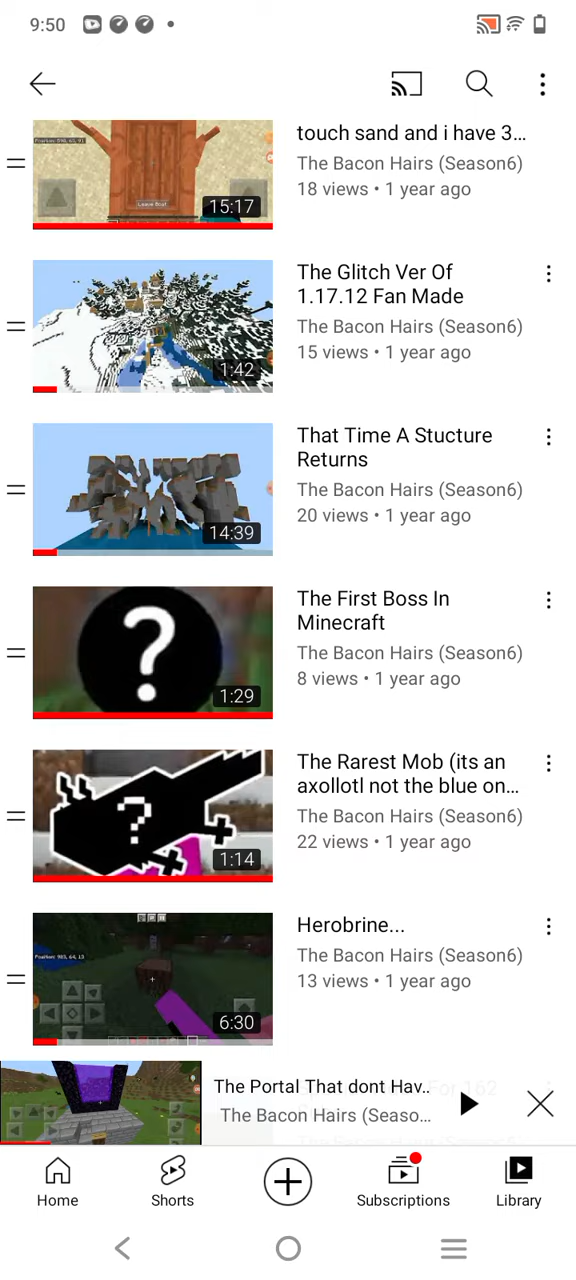 9:50
touch sand and i have 3...
The Bacon Hairs (Season6)
18 views • 1 year ago
Leave Boat
15:17
The Glitch Ver Of
1.17.12 Fan Made
The Bacon Hairs (Season6)
15 views • 1 year ago
1:42
That Time A Stucture
Returns
The Bacon Hairs (Season6)
20 views • 1 year ago
14:39
The First Boss In
Minecraft
The Bacon Hairs (Season6)
8 views • 1 year ago
?
1:29
The Rarest Mob (its an
axollotl not the blue on...
The Bacon Hairs (Season6)
22 views • 1 year ago
?
1:14
Herobrine...
The Bacon Hairs (Season6)
13 views • 1 year ago
6:30
The Portal That dont Hav..
The Bacon Hairs (Seaso...
Home
Shorts
Subscriptions
Library